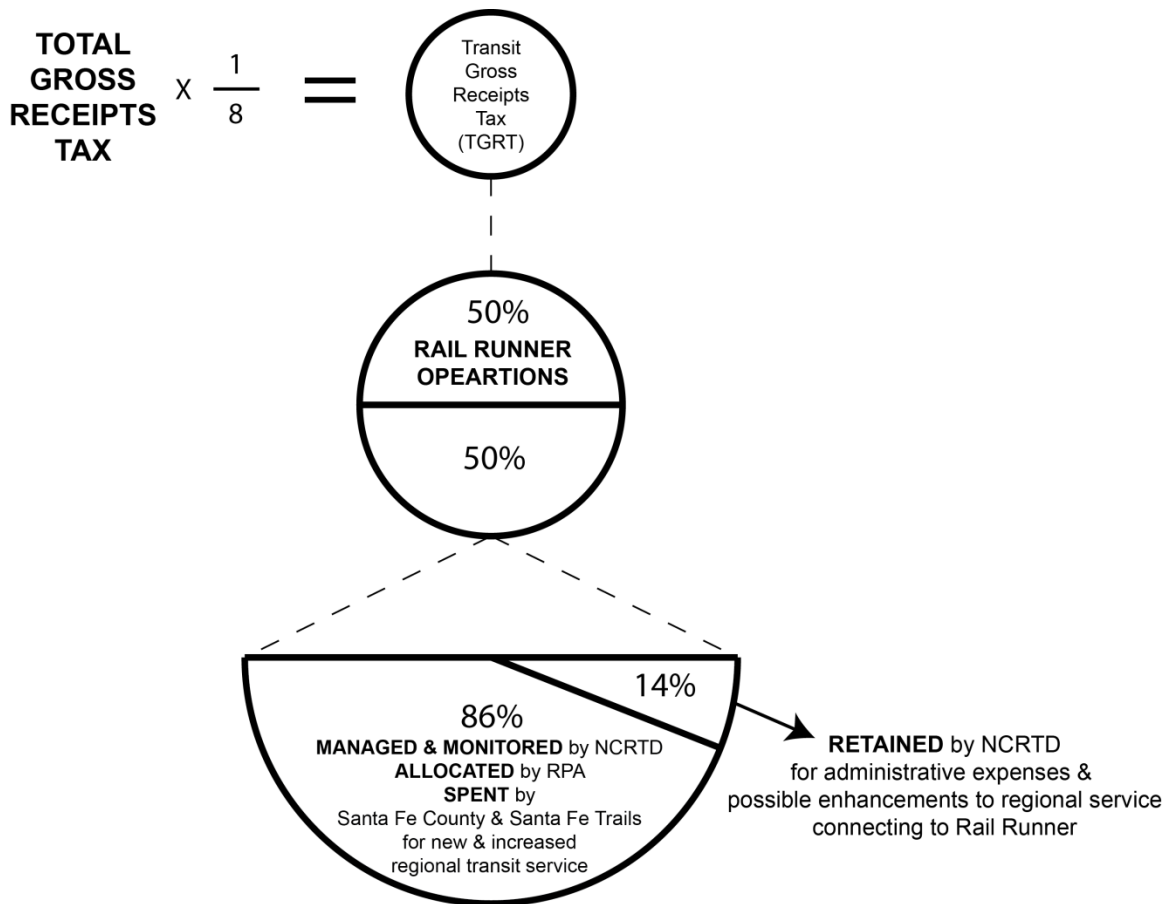 TOTAL
GROSS
RECEIPTS
TAX
X
1
8
=
Transit
Gross
Receipts
Tax
(TGRT)
50%
RAIL RUNNER
OPEARTIONS
50%
14%
86%
MANAGED & MONITORED by NCRTD
ALLOCATED by RPA
SPENT by
Santa Fe County & Santa Fe Trails
for new & increased
regional transit service
RETAINED by NCRTD
for administrative expenses &
possible enhancements to regional service
connecting to Rail Runner